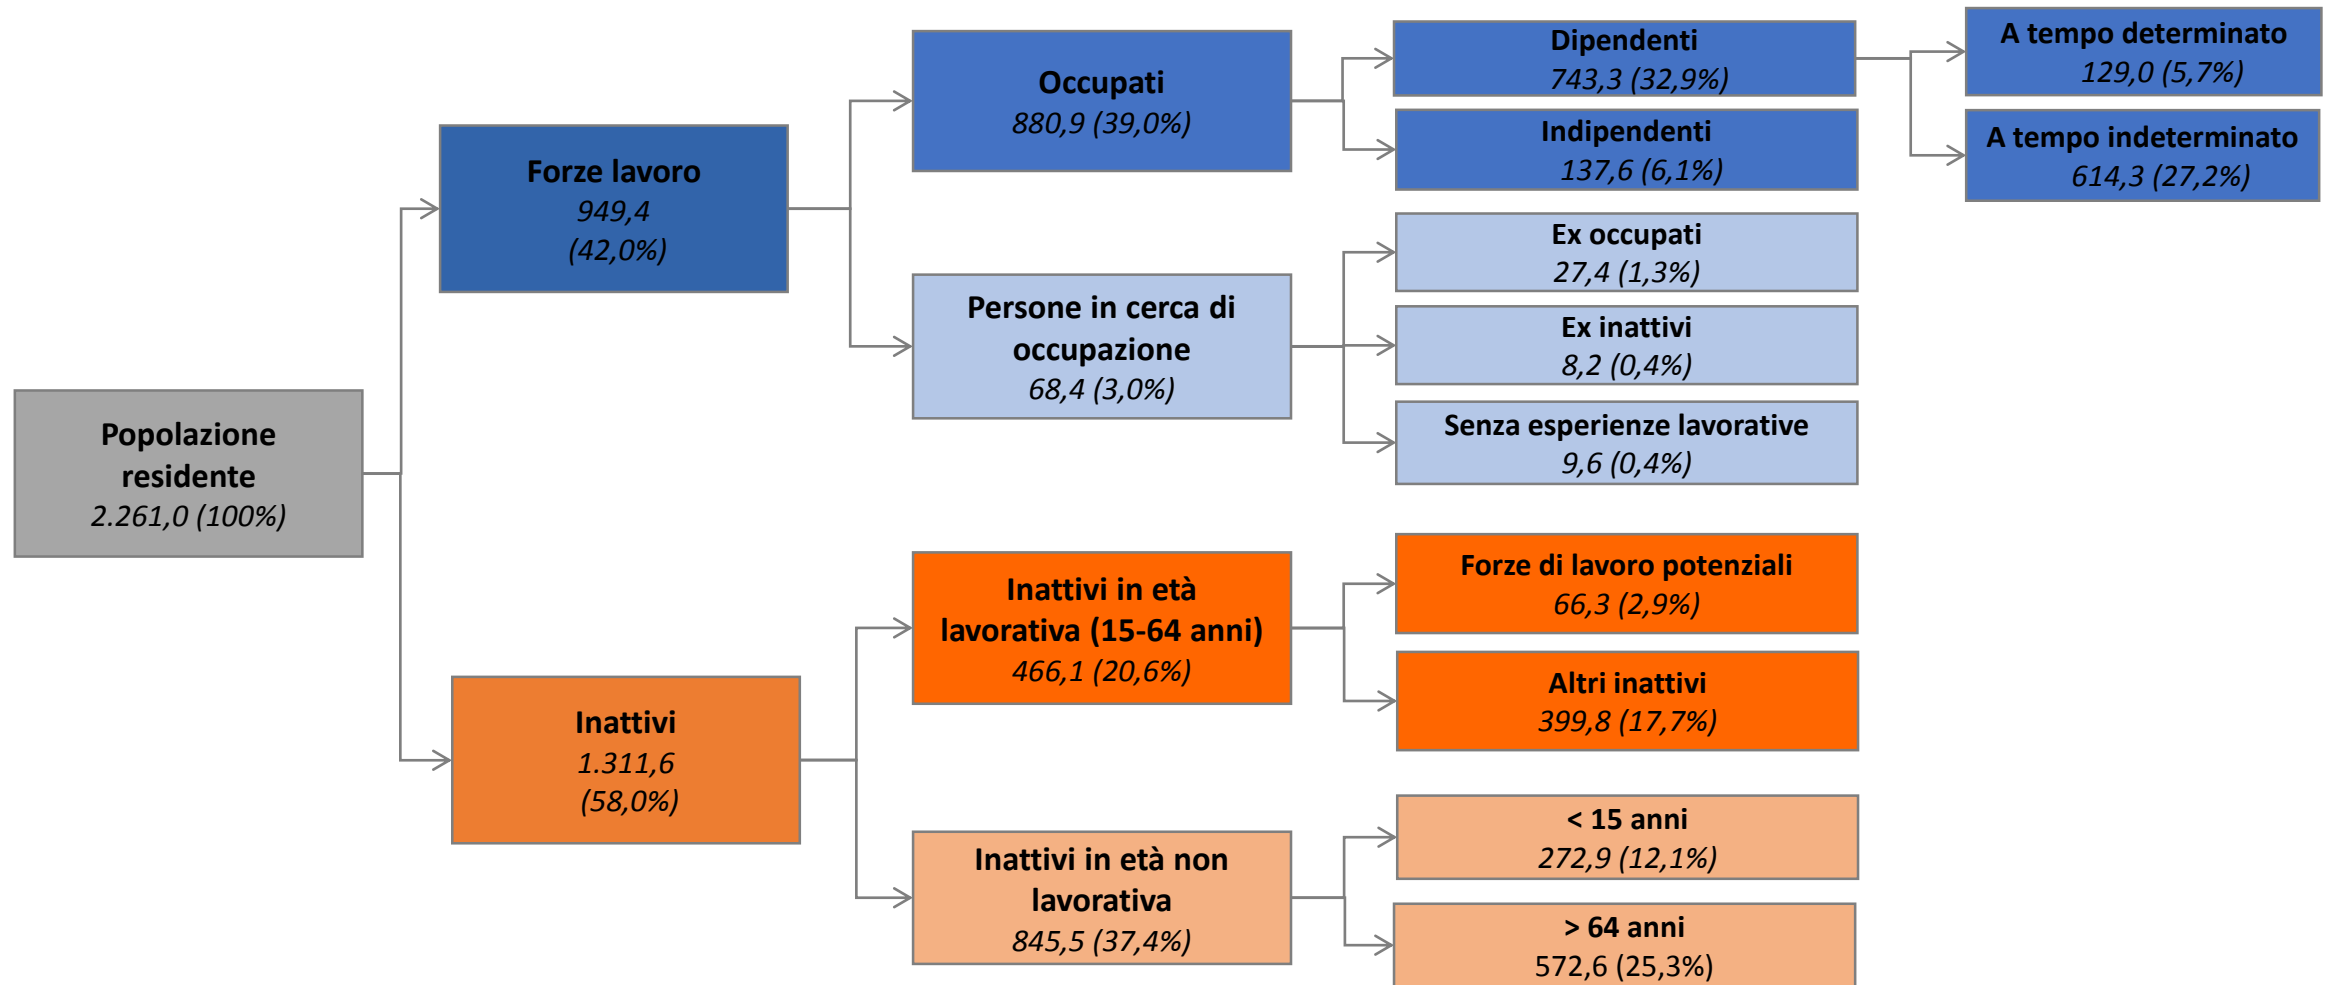 Popolazione
residente
2.261,0 (100%)
Forze lavoro
949,4
(42,0%)
Inattivi
1.311,6
(58,0%)
Occupati
880,9 (39,0%)
Persone in cerca di
occupazione
68,4 (3,0%)
Inattivi in età
lavorativa (15-64 anni)
466,1 (20,6%)
Inattivi in età non
lavorativa
845,5 (37,4%)
Dipendenti
743,3 (32,9%)
Indipendenti
137,6 (6,1%)
Ex occupati
27,4 (1,3%)
Ex inattivi
8,2 (0,4%)
Senza esperienze lavorative
9,6 (0,4%)
Forze di lavoro potenziali
66,3 (2,9%)
Altri inattivi
399,8 (17,7%)
< 15 anni
272,9 (12,1%)
> 64 anni
572,6 (25,3%)
A tempo determinato
129,0 (5,7%)
A tempo indeterminato
614,3 (27,2%)